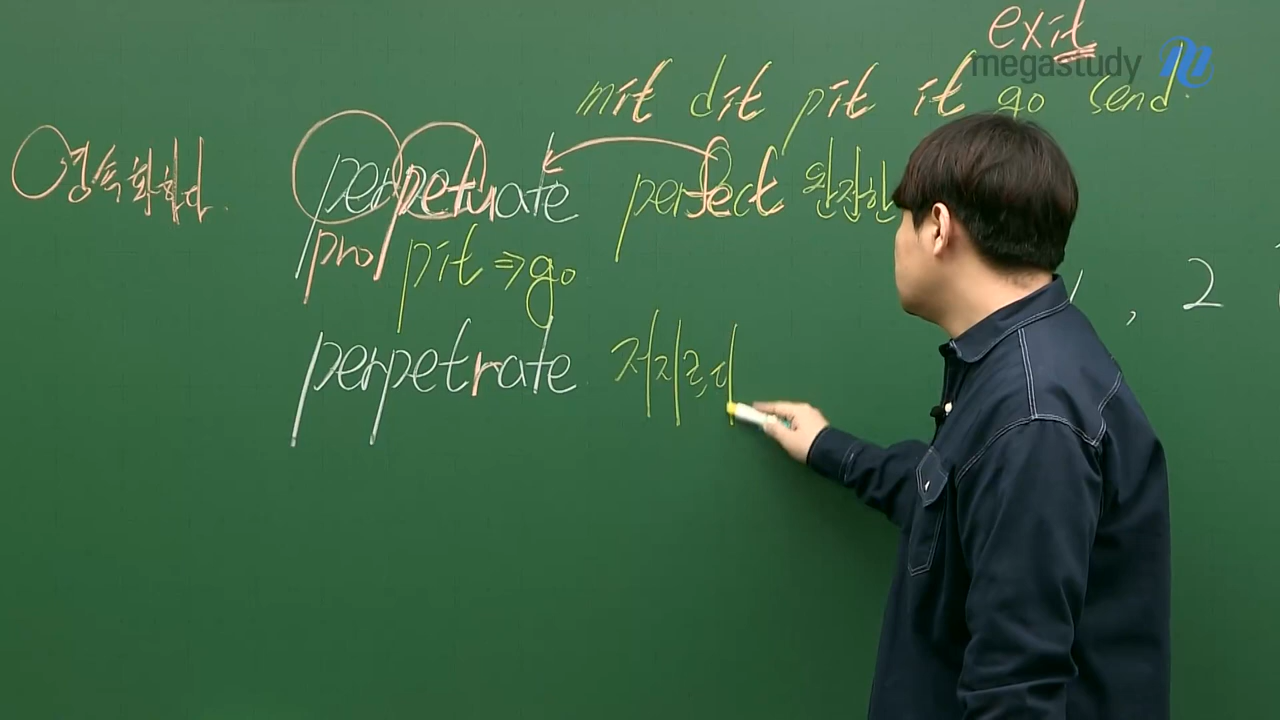 exit
megastudy
mit dit pit it go send.
영속화하다. perpetuate perfect 완전한
pro pit ⇒ go
, 2
perpetrate 저지르다